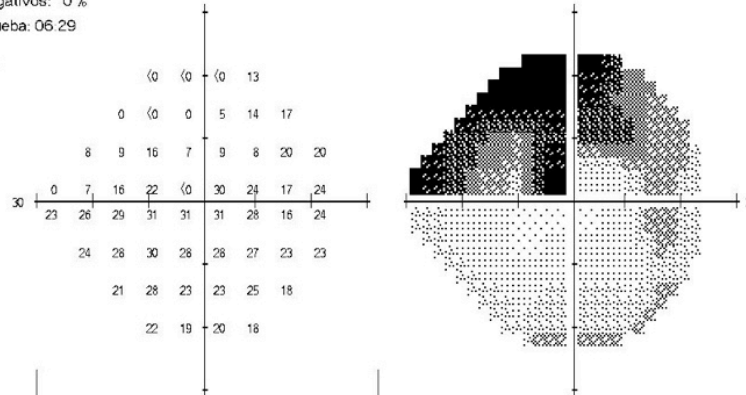 gativos: 0 %
eba: 06:29
<0 <0 <0 13
0 <0 0 5 14 17
8 9 16 7 9 8 20 20
0 7 16 22 <0 30 24 17 24
30
23 26 29 31 31 31 28 16 24
24 28 30 28 28 27 23 23
21 28 23 23 25 18
22 19 20 18